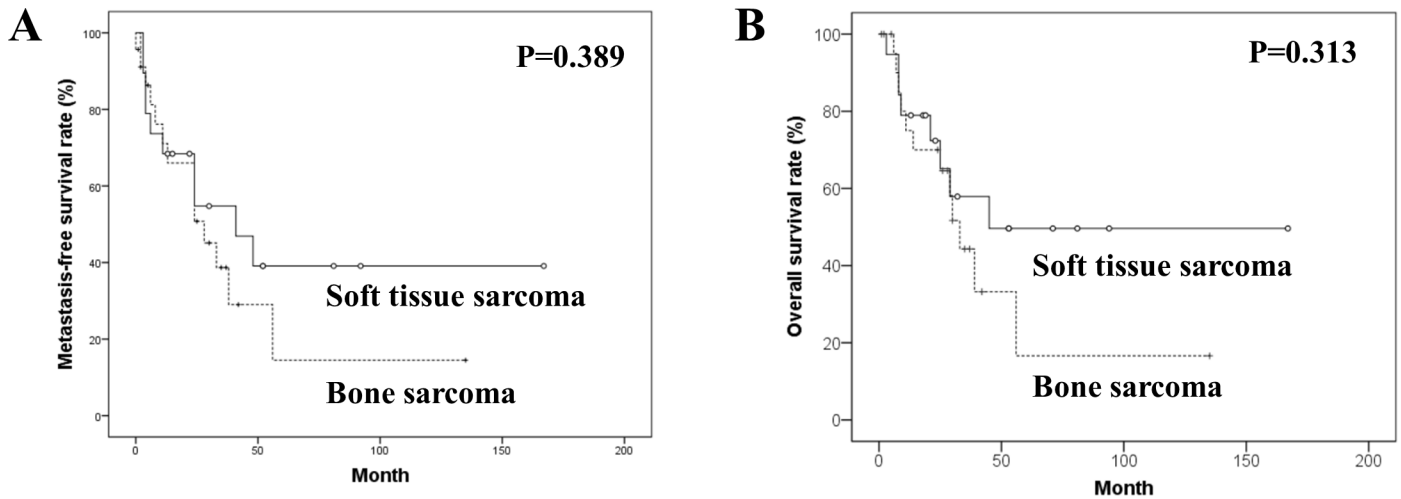 A
P=0.389
Metastasis-free survival rate (%)
100
80
60
40
20
0
Soft tissue sarcoma
Bone sarcoma
0 50 100 150 200
Month
B
P=0.313
Overall survival rate (%)
100
80
60
40
20
0
Soft tissue sarcoma
Bone sarcoma
0 50 100 150 200
Month